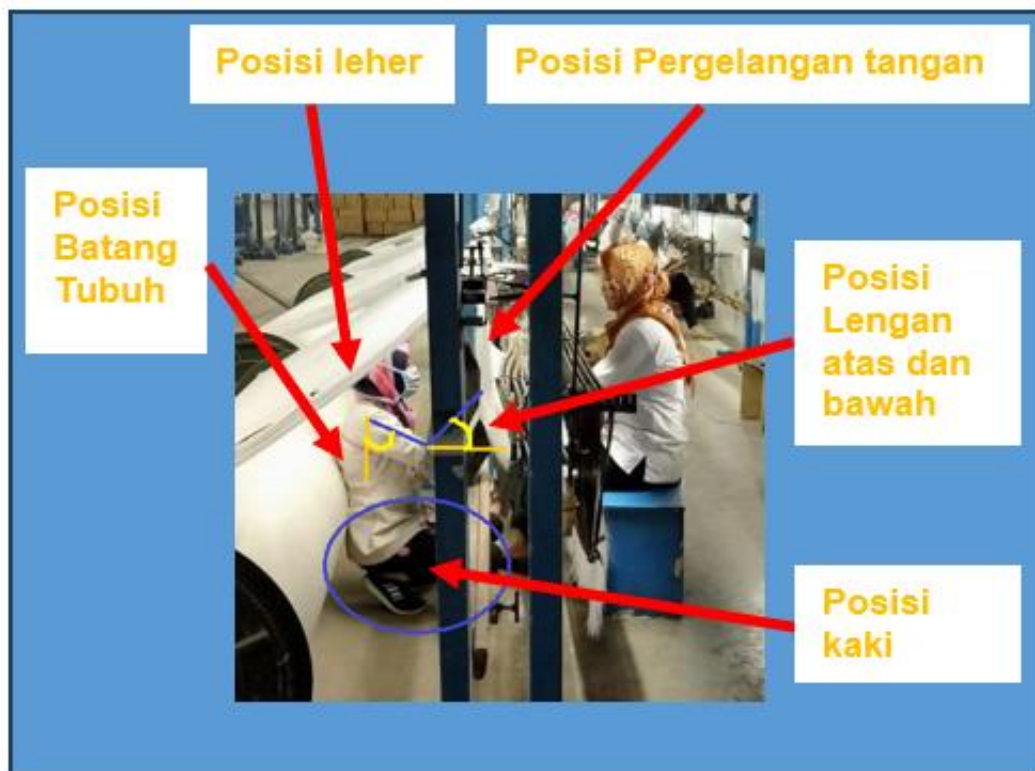 Posisi leher
Posisi Pergelangan tangan
Posisi
Batang
Tubuh
Posisi
Lengan
atas dan
bawah
Posisi
kaki